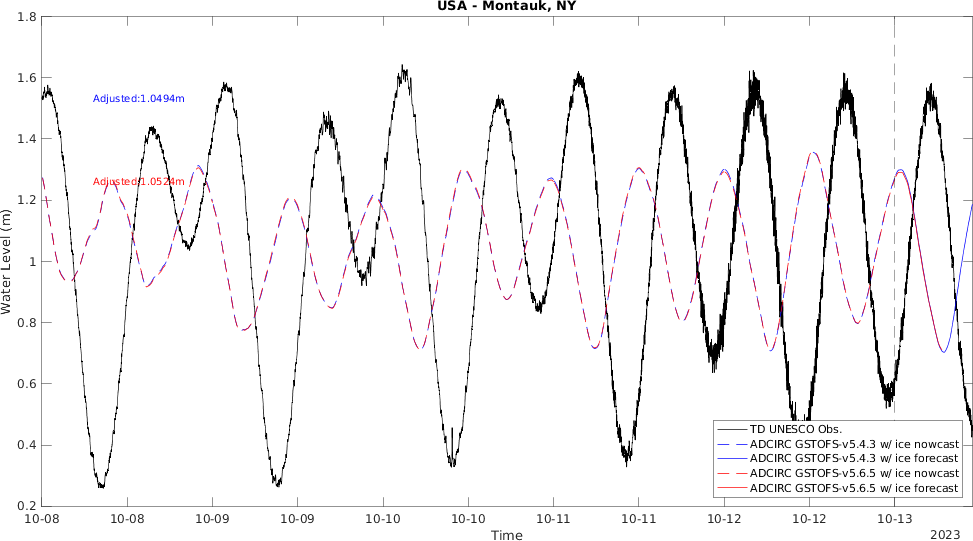 USA - Montauk, NY
1.8
1.6
1.4
1.2
1
0.8
0.6
0.4
0.2
Water Level (m)
Adjusted:1.0494m
Adjusted:1.0524m
TD UNESCO Obs.
ADCIRC GSTOFS-v5.4.3 w/ ice nowcast
ADCIRC GSTOFS-v5.4.3 w/ ice forecast
ADCIRC GSTOFS-v5.6.5 w/ ice nowcast
ADCIRC GSTOFS-v5.6.5 w/ ice forecast
10-08 10-08 10-09 10-09 10-10 10-10 10-11 10-11 10-12 10-12 10-13
Time
2023